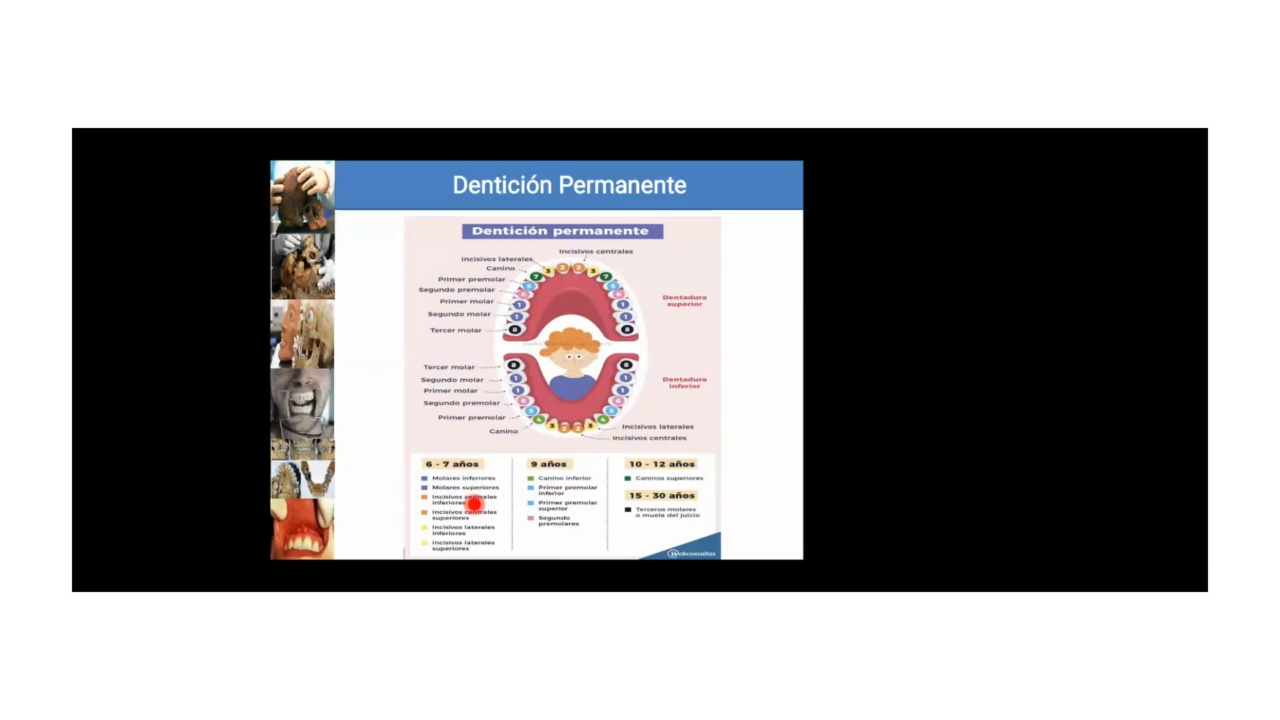 Dentición Permanente
Dentición permanente
Incisivos centrales
Incisivos laterales
Canino
Primer premolar
Segundo premolar
Primer molar
Segundo molar
Tercer molar
Dentadura
superior
Tercer molar
Segundo molar
Primer molar
Segundo premolar
Primer premolar
Canino
Dentadura
inferior
Incisivos laterales
Incisivos centrales
6 - 7 años
Molares inferiores
Molares superiores
Incisivos centrales
inferiores
Incisivos centrales
superiores
Incisivos laterales
inferiores
Incisivos laterales
superiores
9 años
Canino inferior
Primer premolar
inferior
Primer premolar
superior
Segundo
premolares
10 - 12 años
Caninos superiores
15 - 30 años
Terceros molares
o muela del juicio
Webconsultas